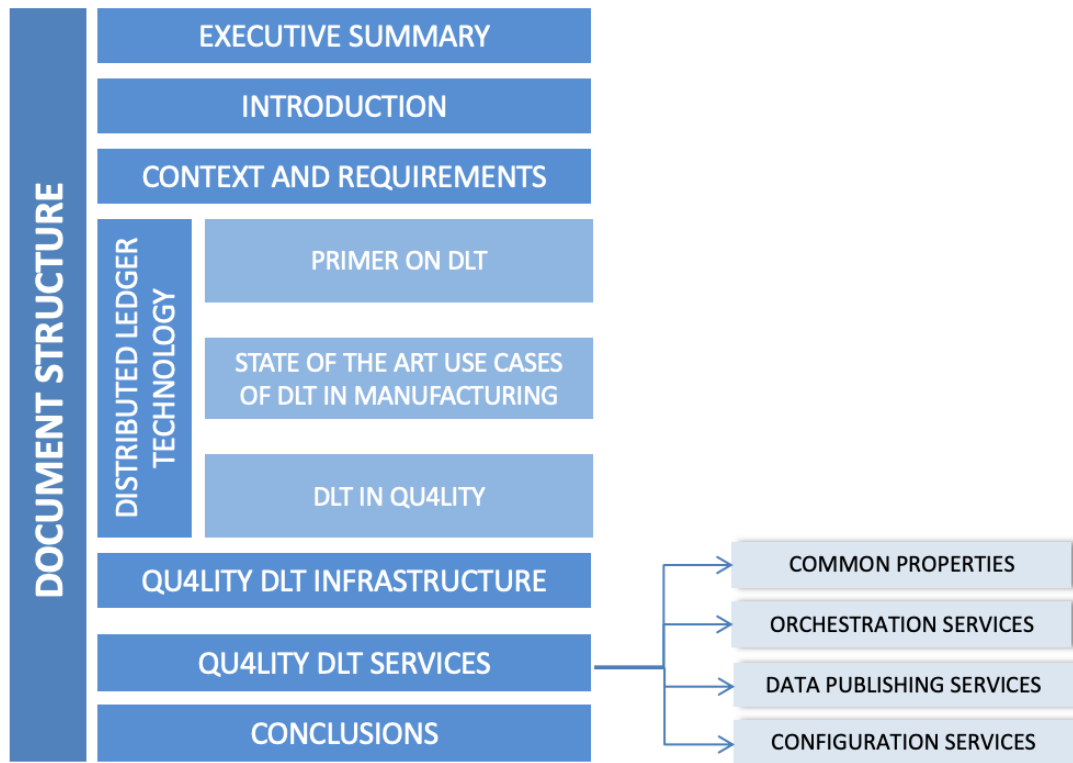 DOCUMENT STRUCTURE
EXECUTIVE SUMMARY
INTRODUCTION
CONTEXT AND REQUIREMENTS
DISTRIBUTED LEDGER
TECHNOLOGY
PRIMER ON DLT
STATE OF THE ART USE CASES
OF DLT IN MANUFACTURING
DLT IN QU4LITY
QU4LITY DLT INFRASTRUCTURE
QU4LITY DLT SERVICES
COMMON PROPERTIES
ORCHESTRATION SERVICES
DATA PUBLISHING SERVICES
CONFIGURATION SERVICES
CONCLUSIONS